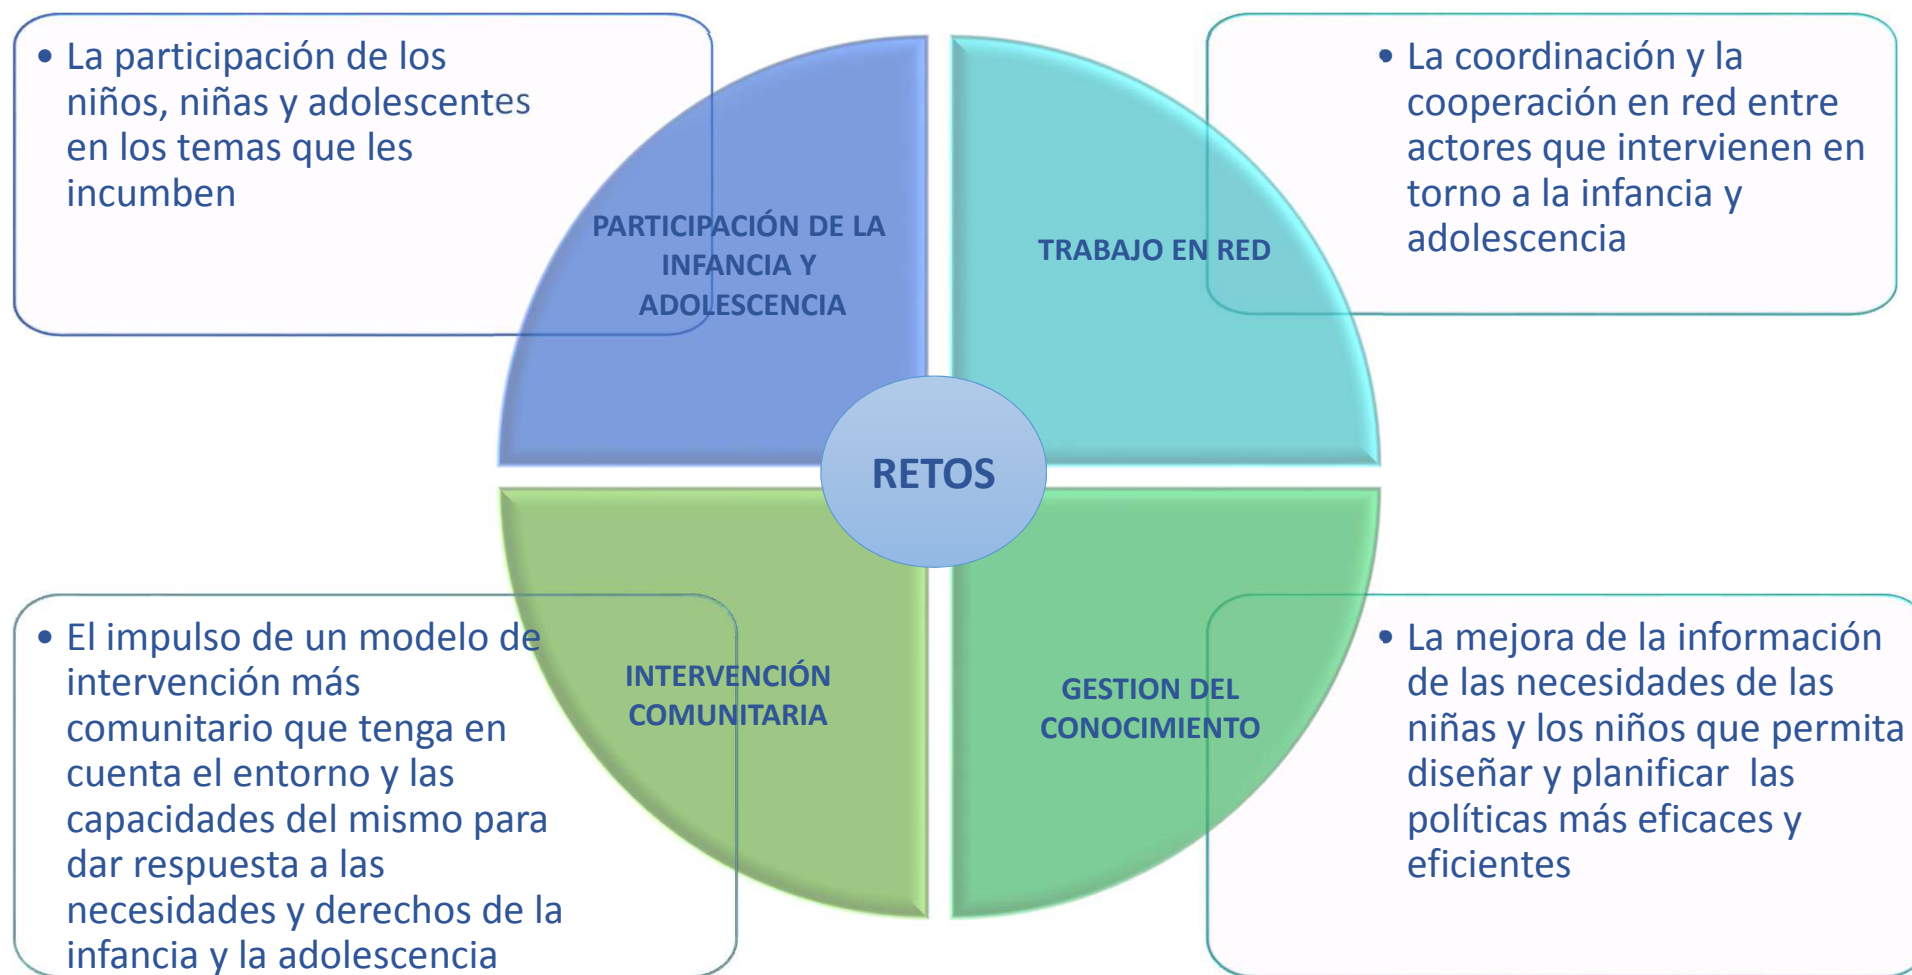 • La participación de los
niños, niñas y adolescentes
en los temas que les
incumben
PARTICIPACIÓN DE LA
INFANCIA Y
ADOLESCENCIA
• La coordinación y la
cooperación en red entre
actores que intervienen en
torno a la infancia y
adolescencia
TRABAJO EN RED
RETOS
• El impulso de un modelo de
intervención más
comunitario que tenga en
cuenta el entorno y las
capacidades del mismo para
dar respuesta a las
necesidades y derechos de la
infancia y la adolescencia
INTERVENCIÓN
COMUNITARIA
GESTION DEL
CONOCIMIENTO
• La mejora de la información
de las necesidades de las
niñas y los niños que permita
diseñar y planificar  las
políticas más eficaces y
eficientes